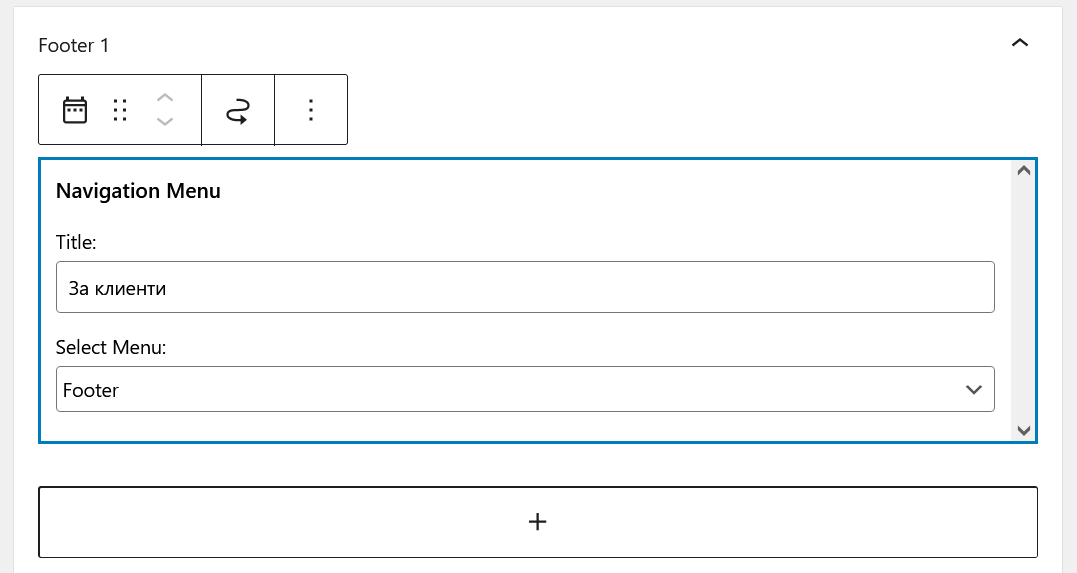 Footer 1
Navigation Menu
Title:
За клиенти
Select Menu:
Footer